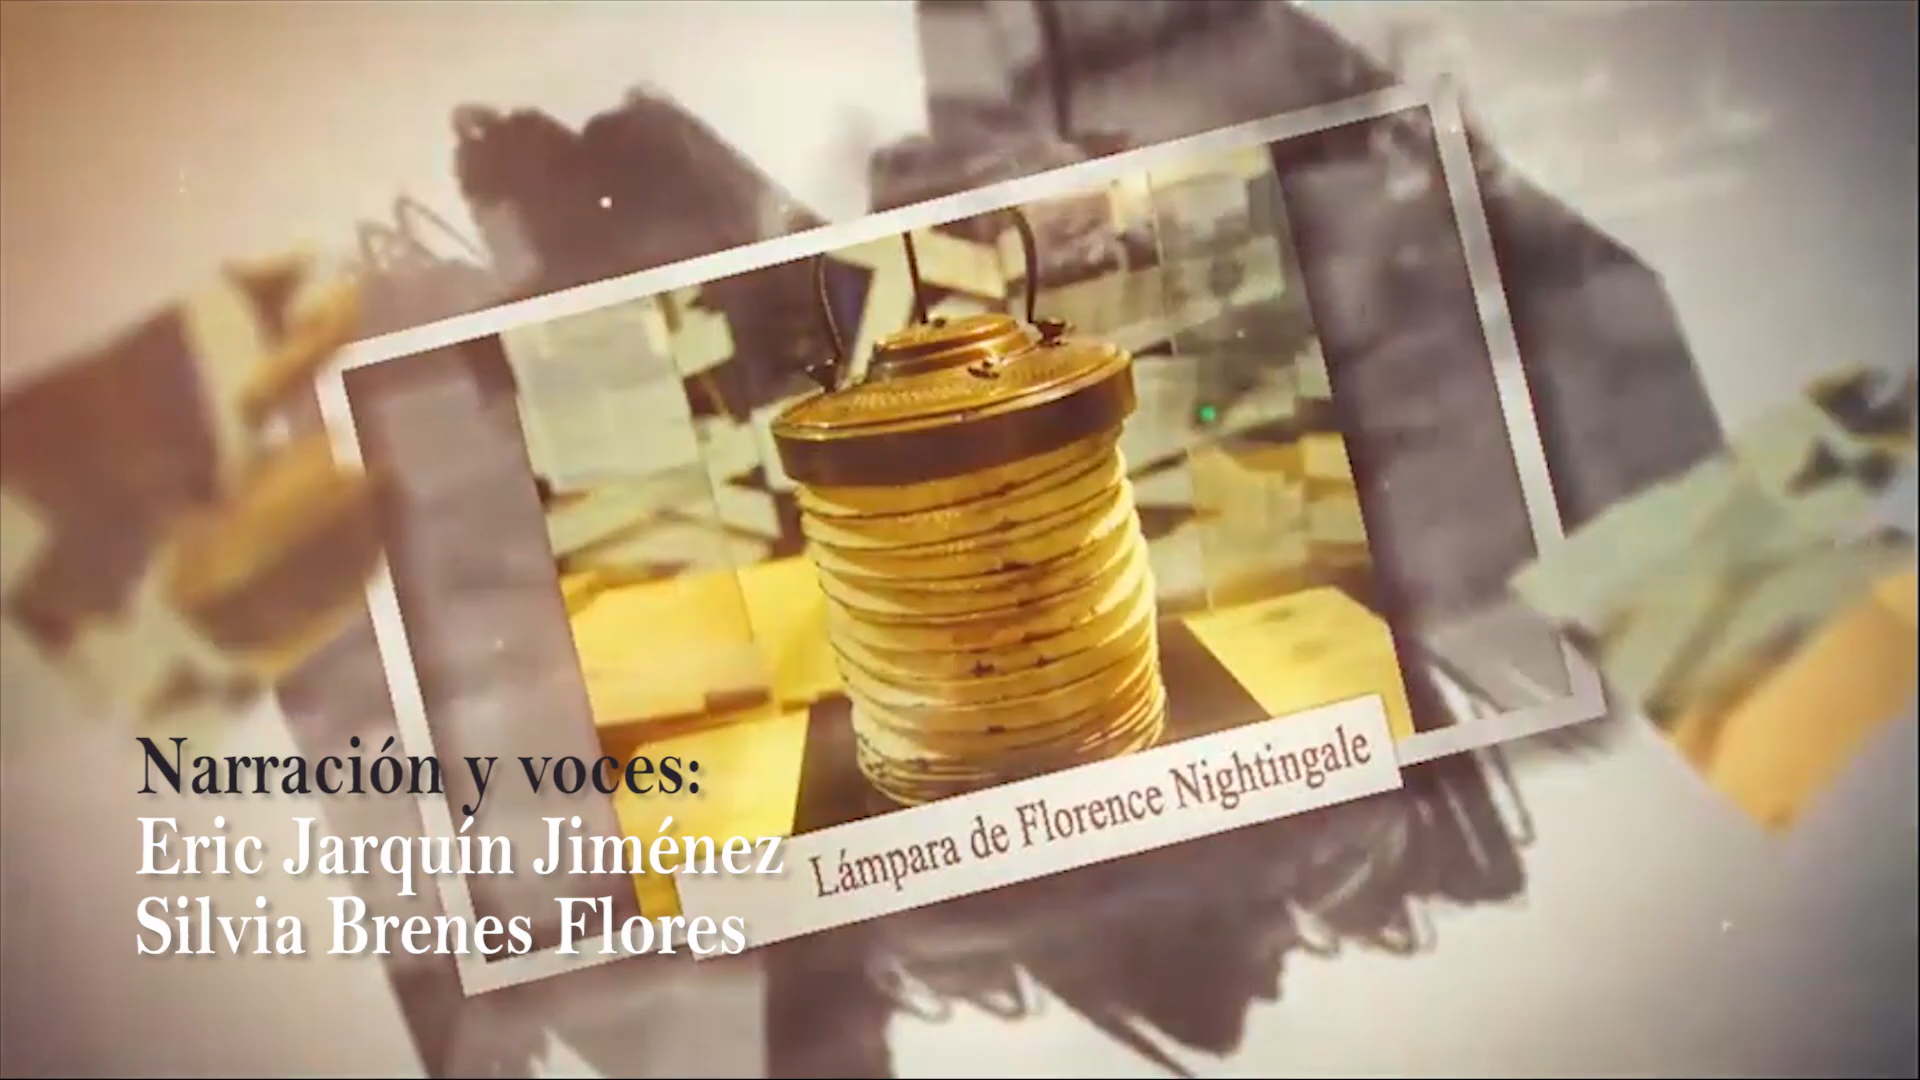 Lámpara de Florence Nightingale
Narración y voces:
Eric Jarquín Jiménez
Silvia Brenes Flores